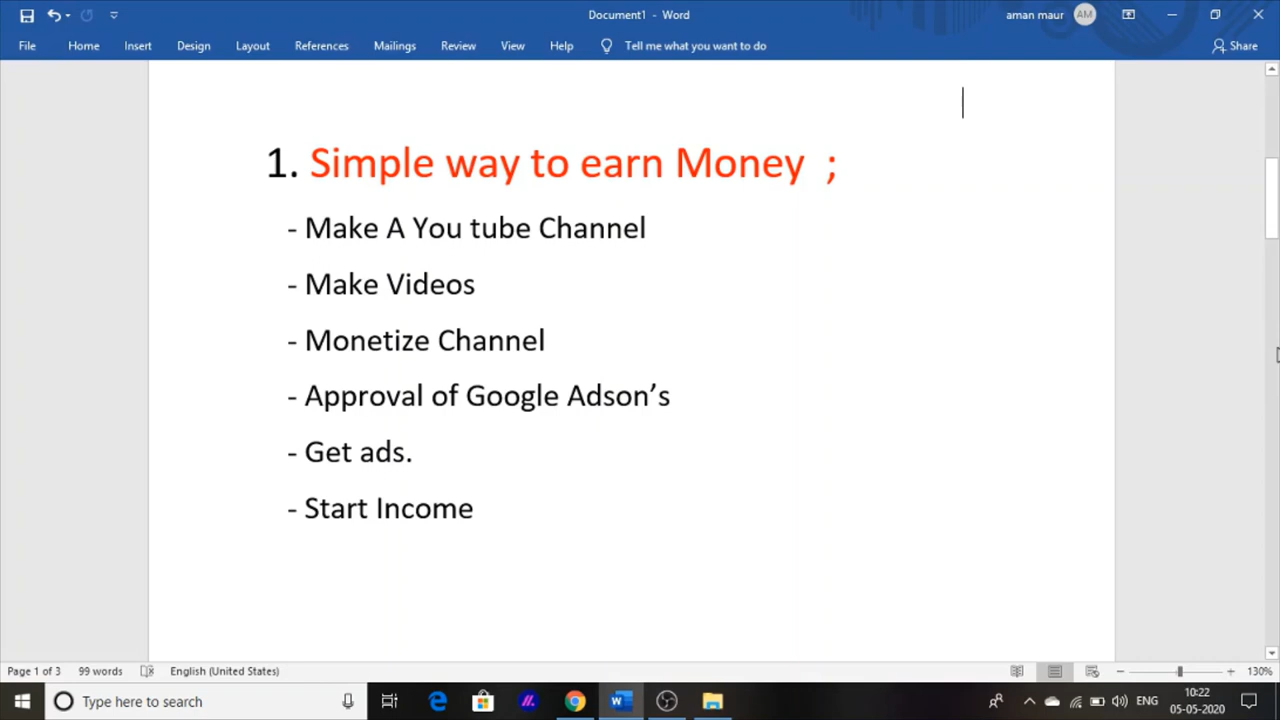 Document1 - Word
aman maur
AM
File
Home
Insert
Design
Layout
References
Mailings
Review
View
Help
Tell me what you want to do
Share
1. Simple way to earn Money ;
- Make A You tube Channel
- Make Videos
- Monetize Channel
- Approval of Google Adson’s
- Get ads.
- Start Income
Page 1 of 3
99 words
English (United States)
130%
Type here to search
ENG
10:22
05-05-2020